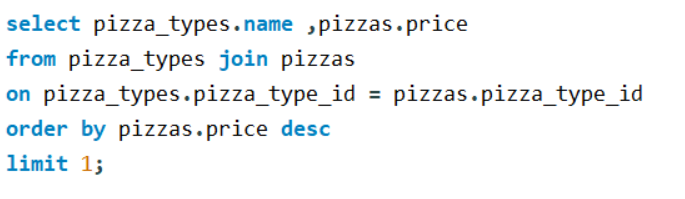 select pizza_types.name ,pizzas.price
from pizza_types join pizzas
on pizza_types.pizza_type_id = pizzas.pizza_type_id
order by pizzas.price desc
limit 1;